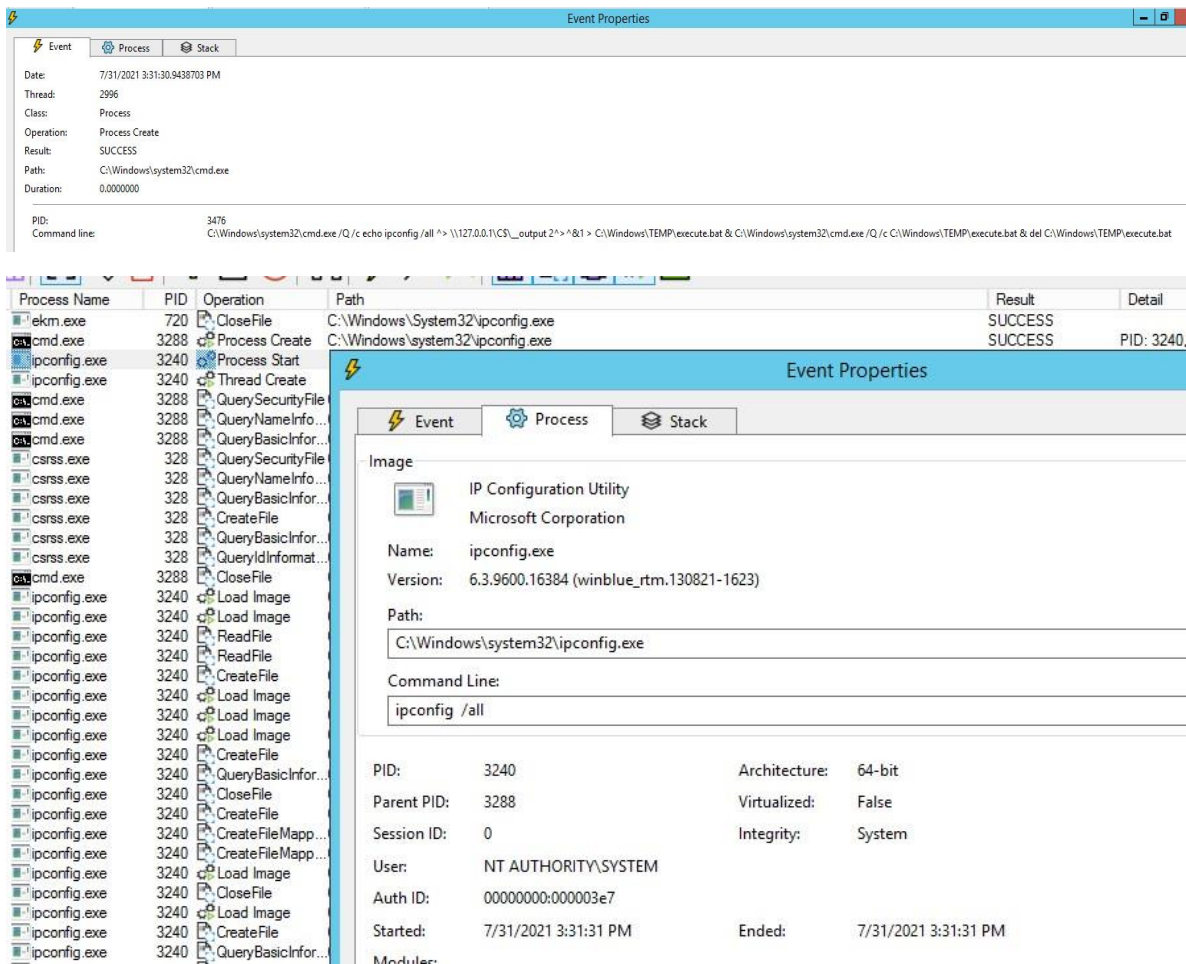 Event Properties
Event Process Stack
Date: 7/31/2021 3:31:30.9438703 PM
Thread: 2996
Class: Process
Operation: Process Create
Result: SUCCESS
Path: C:\Windows\system32\cmd.exe
Duration: 0.0000000
PID: 3476
Command line: C:\Windows\system32\cmd.exe /Q /c echo ipconfig /all ^> \\127.0.0.1\C$\__output 2^>^&1 > C:\Windows\TEMP\execute.bat & C:\Windows\system32\cmd.exe /Q /c C:\Windows\TEMP\execute.bat & del C:\Windows\TEMP\execute.bat
Process Name PID Operation Path Result Detail
ekrn.exe 720 CloseFile C:\Windows\System32\ipconfig.exe SUCCESS
cmd.exe 3288 Process Create C:\Windows\system32\ipconfig.exe SUCCESS PID: 3240,
ipconfig.exe 3240 Process Start
ipconfig.exe 3240 Thread Create
cmd.exe 3288 QuerySecurityFile
cmd.exe 3288 QueryNameInfo...
cmd.exe 3288 QueryBasicInfor...
csrss.exe 328 QuerySecurityFile
csrss.exe 328 QueryNameInfo...
csrss.exe 328 QueryBasicInfor...
csrss.exe 328 CreateFile
csrss.exe 328 QueryBasicInfor...
csrss.exe 328 QueryIdInformat...
cmd.exe 3288 CloseFile
ipconfig.exe 3240 Load Image
ipconfig.exe 3240 Load Image
ipconfig.exe 3240 ReadFile
ipconfig.exe 3240 ReadFile
ipconfig.exe 3240 CreateFile
ipconfig.exe 3240 Load Image
ipconfig.exe 3240 Load Image
ipconfig.exe 3240 Load Image
ipconfig.exe 3240 CreateFile
ipconfig.exe 3240 QueryBasicInfor...
ipconfig.exe 3240 CloseFile
ipconfig.exe 3240 CreateFile
ipconfig.exe 3240 CreateFileMapp...
ipconfig.exe 3240 CreateFileMapp...
ipconfig.exe 3240 Load Image
ipconfig.exe 3240 CloseFile
ipconfig.exe 3240 Load Image
ipconfig.exe 3240 CreateFile
ipconfig.exe 3240 QueryBasicInfor...
Event Properties
Event Process Stack
Image
IP Configuration Utility
Microsoft Corporation
Name: ipconfig.exe
Version: 6.3.9600.16384 (winblue_rtm.130821-1623)
Path:
C:\Windows\system32\ipconfig.exe
Command Line:
ipconfig /all
PID: 3240 Architecture: 64-bit
Parent PID: 3288 Virtualized: False
Session ID: 0 Integrity: System
User: NT AUTHORITY\SYSTEM
Auth ID: 00000000:000003e7
Started: 7/31/2021 3:31:31 PM Ended: 7/31/2021 3:31:31 PM
Modules: